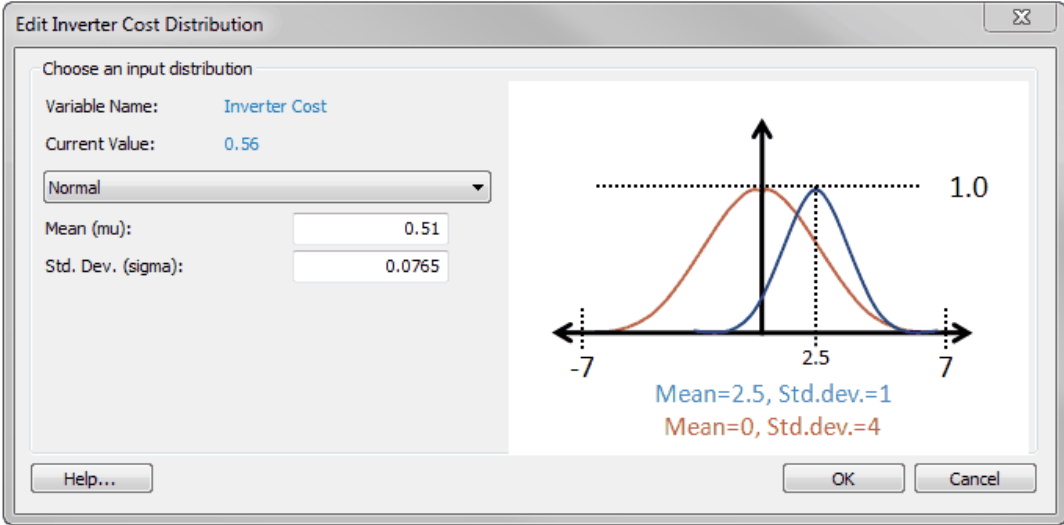 Edit Inverter Cost Distribution
Choose an input distribution
Variable Name: Inverter Cost
Current Value: 0.56
Normal
Mean (mu): 0.51
Std. Dev. (sigma): 0.0765
1.0
-7 2.5 7
Mean=2.5, Std.dev.=1
Mean=0, Std.dev.=4
Help... OK Cancel